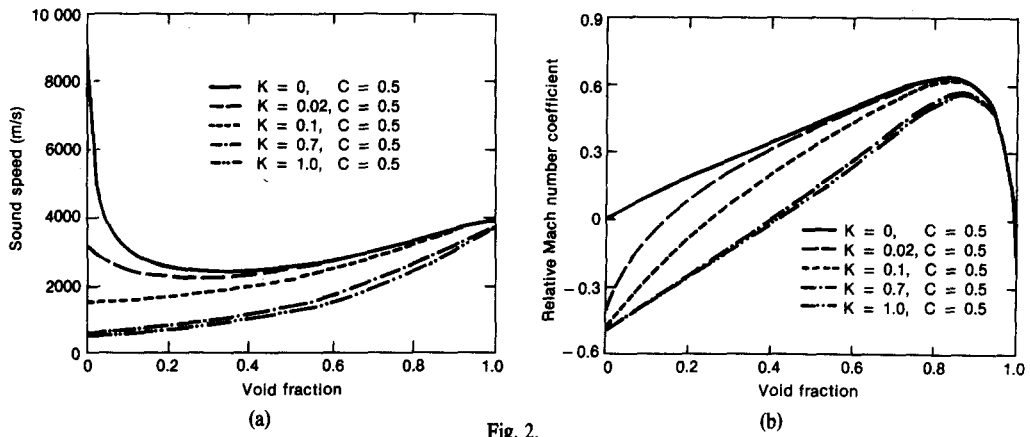 10 000
8000
6000
4000
2000
0
Sound speed (m/s)
K = 0, C = 0.5
K = 0.02, C = 0.5
K = 0.1, C = 0.5
K = 0.7, C = 0.5
K = 1.0, C = 0.5
0 0.2 0.4 0.6 0.8 1.0
Void fraction
(a)
0.9
0.6
0.3
0
−0.3
−0.6
Relative Mach number coefficient
K = 0, C = 0.5
K = 0.02, C = 0.5
K = 0.1, C = 0.5
K = 0.7, C = 0.5
K = 1.0, C = 0.5
0 0.2 0.4 0.6 0.8 1.0
Void fraction
(b)
Fig. 2.